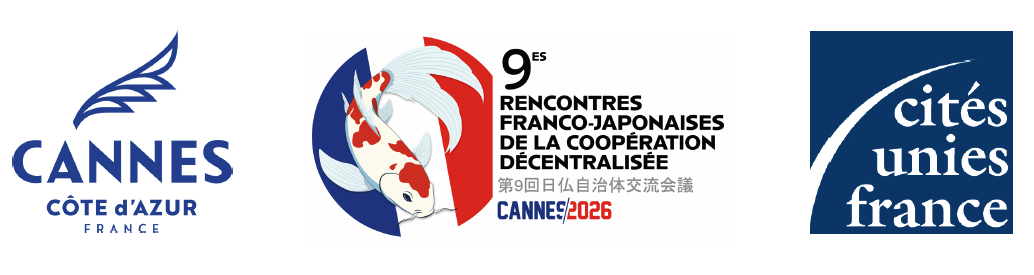 CANNES
CÔTE d'AZUR
FRANCE
9ES
RENCONTRES
FRANCO-JAPONAISES
DE LA COOPÉRATION
DÉCENTRALISÉE
第9回日仏自治体交流会議
CANNES/2026
cités
unies
france